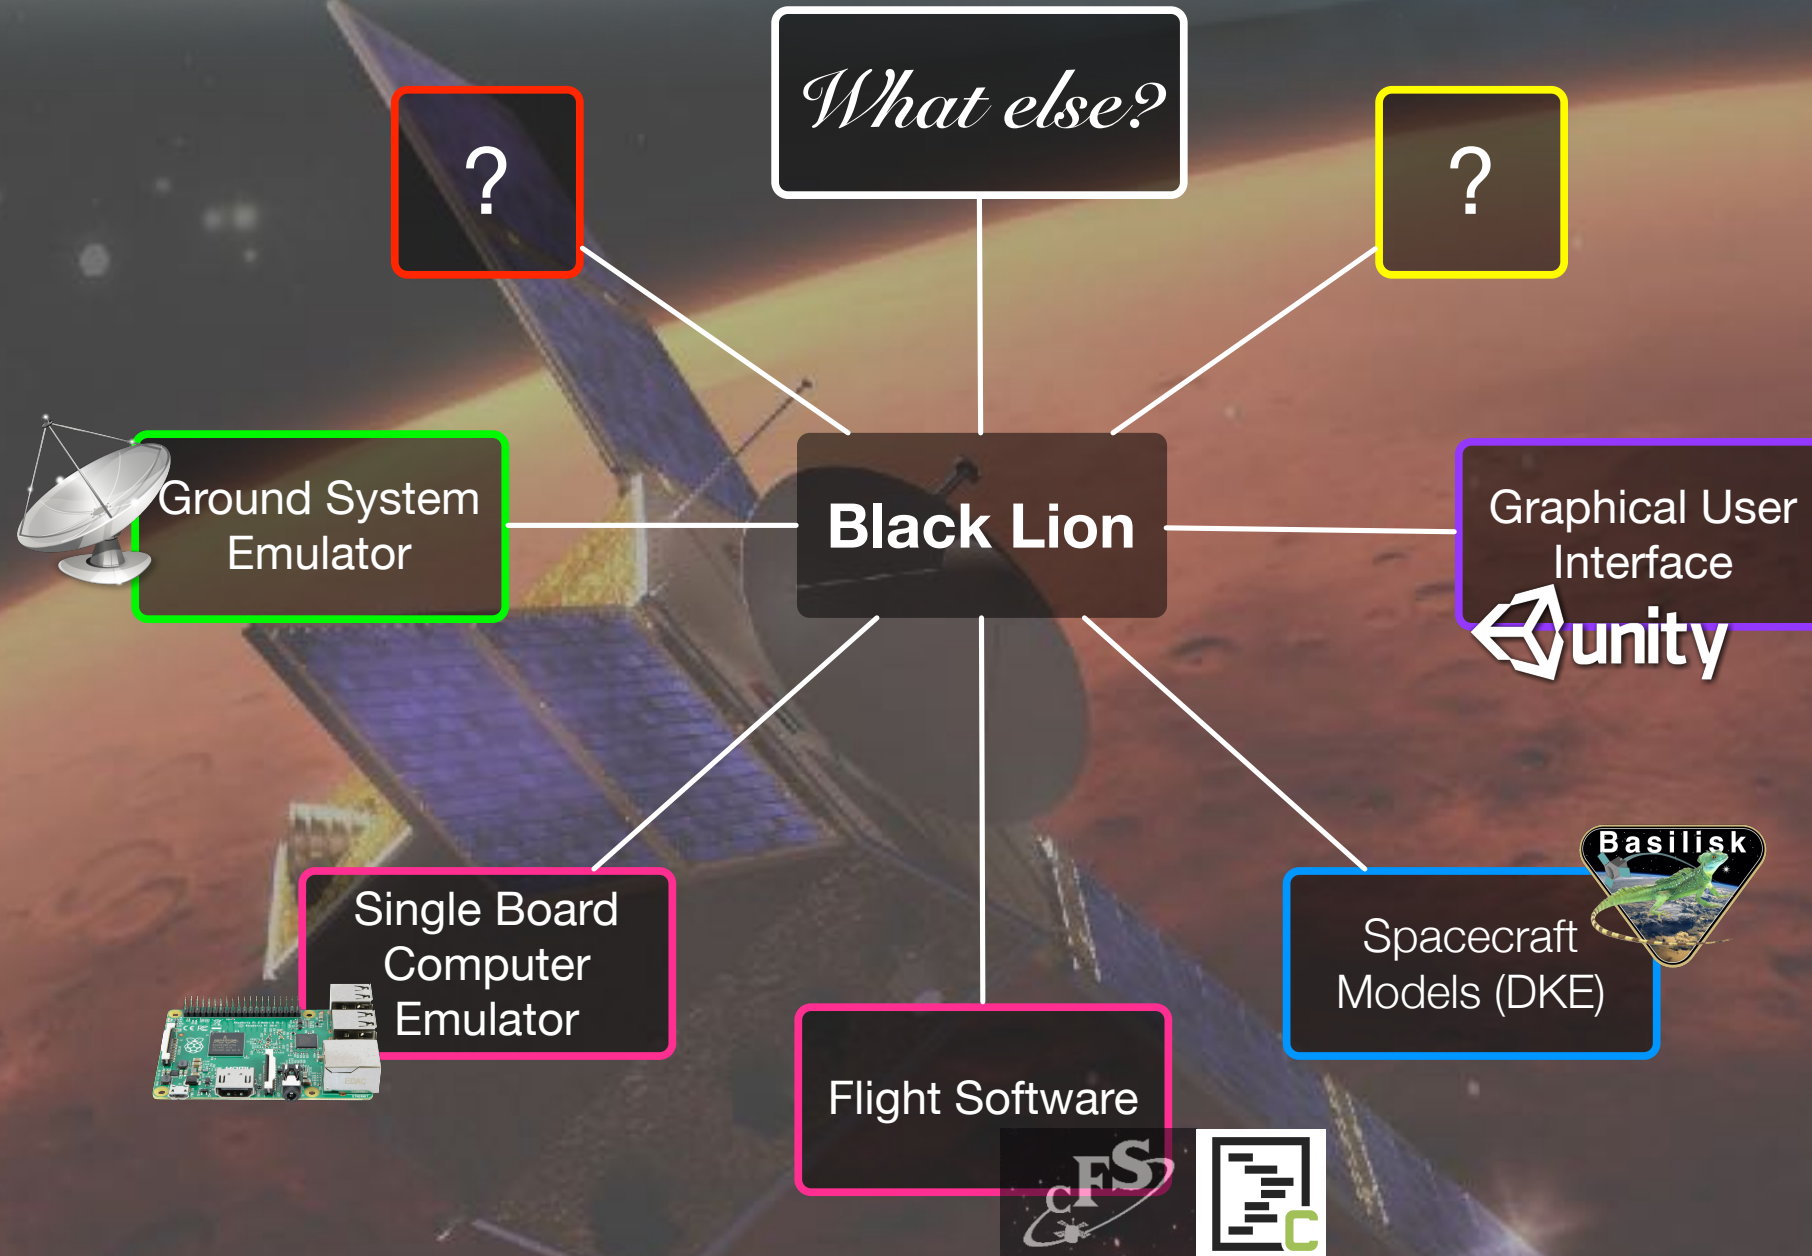 What else?
?
?
Ground System
Emulator
Black Lion
Graphical User
Interface
unity
Basilisk
Single Board
Computer
Emulator
Spacecraft
Models (DKE)
Flight Software
cFS
C